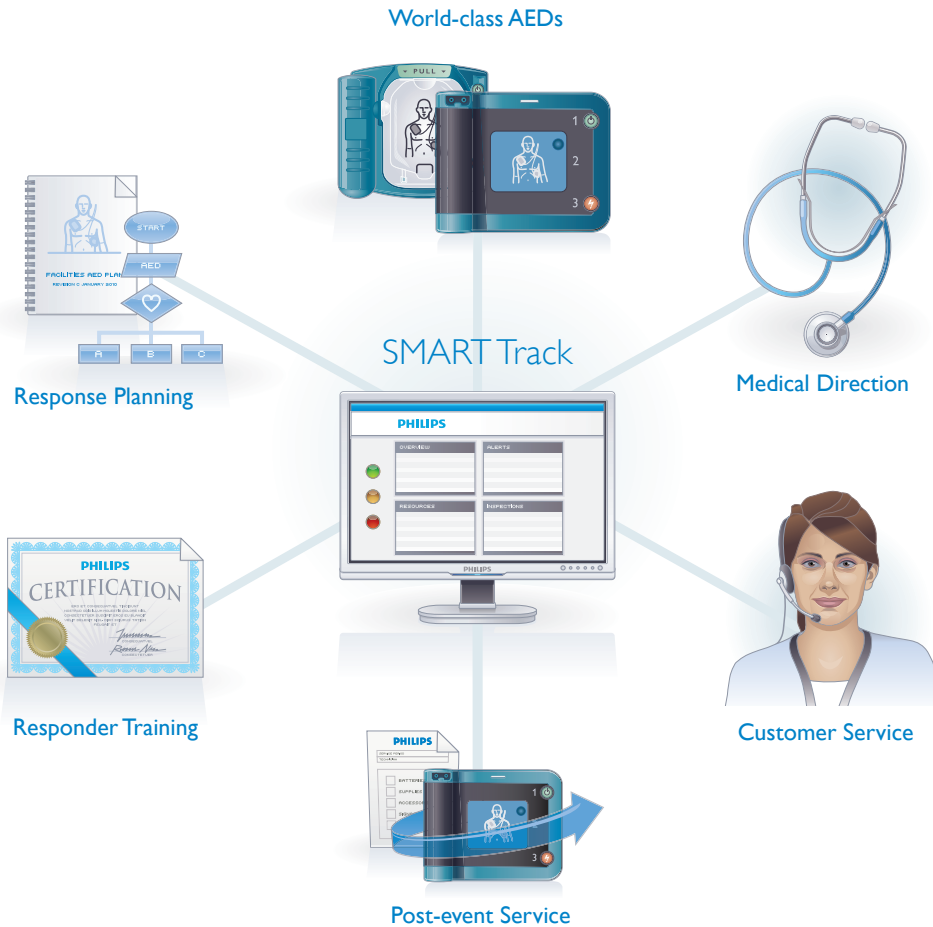 World-class AEDs
PULL
1
2
3
START
AED
FACILITIES AED PLAN
REVISION C JANUARY 2010
A B C
Response Planning
SMART Track
Medical Direction
PHILIPS
OVERVIEW
ALERTS
RESOURCES
INSPECTIONS
PHILIPS
PHILIPS
CERTIFICATION
Responder Training
Customer Service
PHILIPS
BATTERIES
SUPPLIES
1
3
Post-event Service